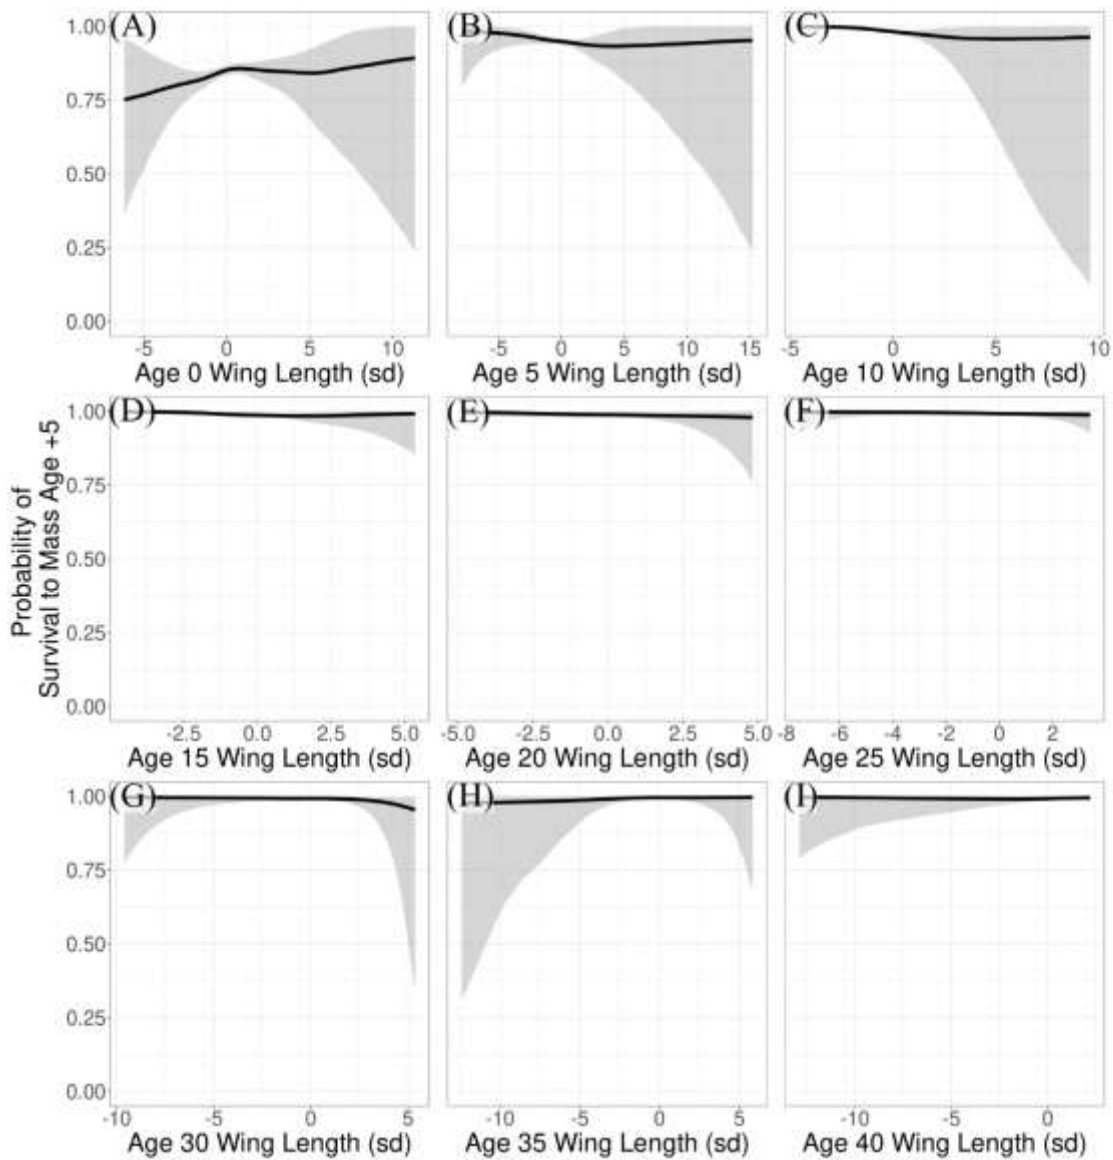 Probability of
Survival to Mass Age +5
(A)
1.00
0.75
0.50
0.25
0.00
-5 0 5 10
Age 0 Wing Length (sd)
(B)
-5 0 5 10 15
Age 5 Wing Length (sd)
(C)
-5 0 5 10
Age 10 Wing Length (sd)
(D)
1.00
0.75
0.50
0.25
0.00
-2.5 0.0 2.5 5.0
Age 15 Wing Length (sd)
(E)
-5.0 -2.5 0.0 2.5 5.0
Age 20 Wing Length (sd)
(F)
-8 -6 -4 -2 0 2
Age 25 Wing Length (sd)
(G)
1.00
0.75
0.50
0.25
0.00
-10 -5 0 5
Age 30 Wing Length (sd)
(H)
-10 -5 0 5
Age 35 Wing Length (sd)
(I)
-10 -5 0
Age 40 Wing Length (sd)